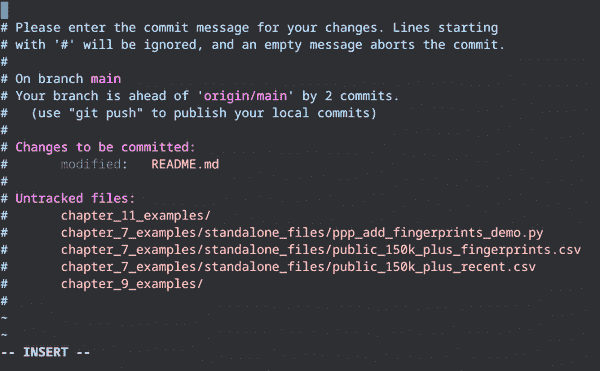 # Please enter the commit message for your changes. Lines starting
# with '#' will be ignored, and an empty message aborts the commit.
#
# On branch main
# Your branch is ahead of 'origin/main' by 2 commits.
#   (use "git push" to publish your local commits)
#
# Changes to be committed:
#       modified:   README.md
#
# Untracked files:
#       chapter_11_examples/
#       chapter_7_examples/standalone_files/ppp_add_fingerprints_demo.py
#       chapter_7_examples/standalone_files/public_150k_plus_fingerprints.csv
#       chapter_7_examples/standalone_files/public_150k_plus_recent.csv
#       chapter_9_examples/
#
~
~
-- INSERT --